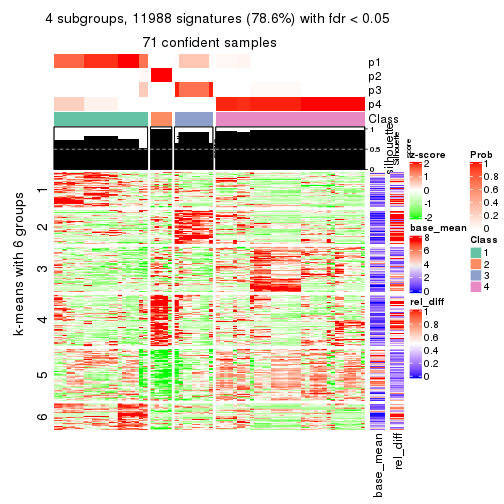 4 subgroups, 11988 signatures (78.6%) with fdr < 0.05
71 confident samples
p1
p2
p3
p4
Class
1
0.5
0
silhouette
Silhouette
score
k-means with 6 groups
1
2
3
4
5
6
base_mean
rel_diff
z-score
2
1
0
-1
-2
base_mean
8
6
4
2
0
rel_diff
1
0.8
0.6
0.4
0.2
0
Prob
1
0.8
0.6
0.4
0.2
0
Class
1
2
3
4